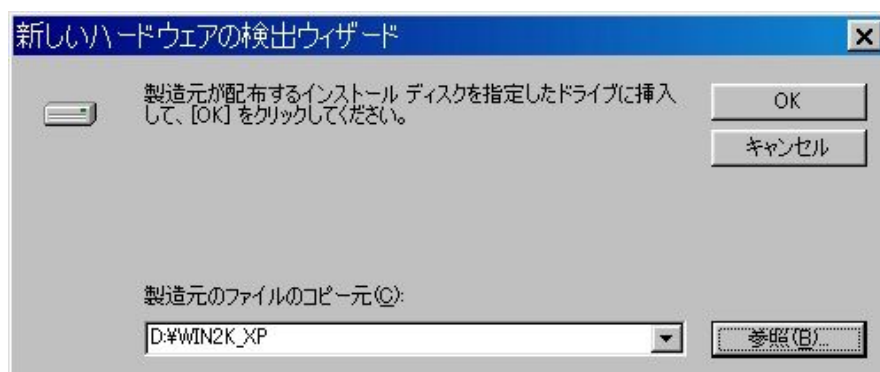 新しいハードウェアの検出ウィザード
製造元が配布するインストール ディスクを指定したドライブに挿入
して、[OK] をクリックしてください。
OK
キャンセル
製造元のファイルのコピー元(C):
D:¥WIN2K_XP
参照(B)...